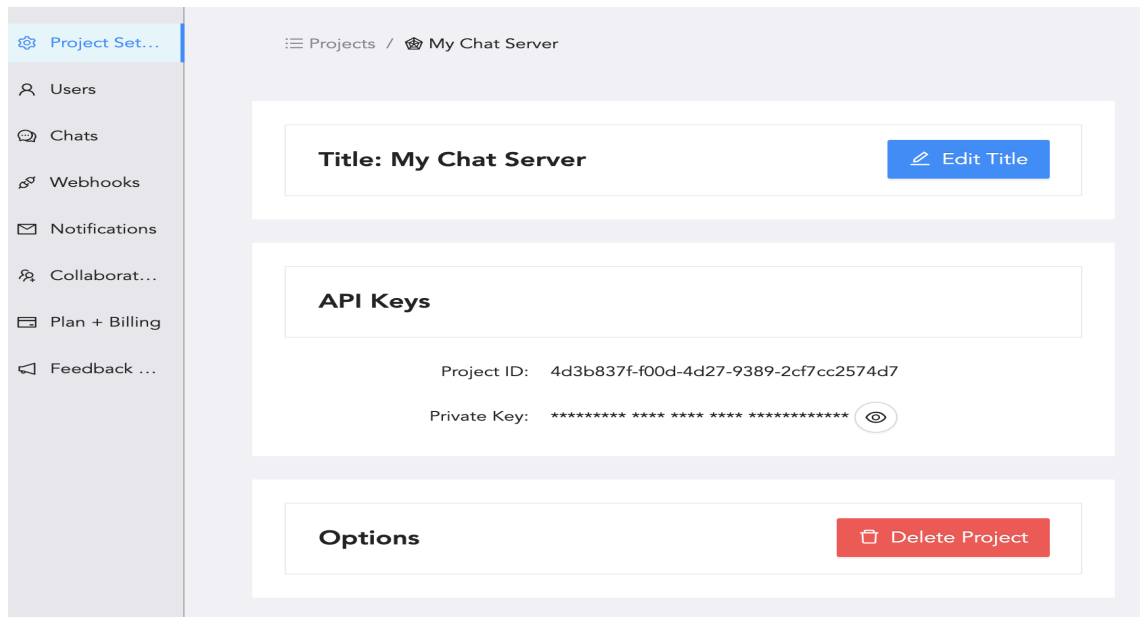 Project Set...
Users
Chats
Webhooks
Notifications
Collaborat...
Plan + Billing
Feedback ...
Projects / My Chat Server
Title: My Chat Server
Edit Title
API Keys
Project ID: 4d3b837f-f00d-4d27-9389-2cf7cc2574d7
Private Key: ********* **** **** **** ************
Options
Delete Project